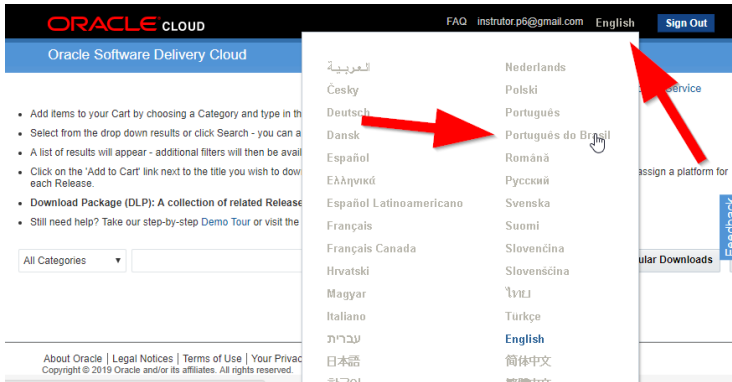 ORACLE CLOUD
FAQ instrutor.p6@gmail.com English Sign Out
Oracle Software Delivery Cloud
ervice
Add items to your Cart by choosing a Category and type in th
Select from the drop down results or click Search - you can a
A list of results will appear - additional filters will then be avail
Click on the 'Add to Cart' link next to the title you wish to dow
assign a platform for
each Release.
Download Package (DLP): A collection of related Release
Still need help? Take our step-by-step Demo Tour or visit the
All Categories
ular Downloads
Feedback
العربية
Nederlands
Česky
Polski
Deutsch
Português
Dansk
Português do Brasil
Español
Română
Ελληνικά
Русский
Español Latinoamericano
Svenska
Français
Suomi
Français Canada
Slovenčina
Hrvatski
Slovenščina
Magyar
ไทย
Italiano
Türkçe
עברית
English
日本語
简体中文
About Oracle | Legal Notices | Terms of Use | Your Privac
Copyright © 2019 Oracle and/or its affiliates. All rights reserved.